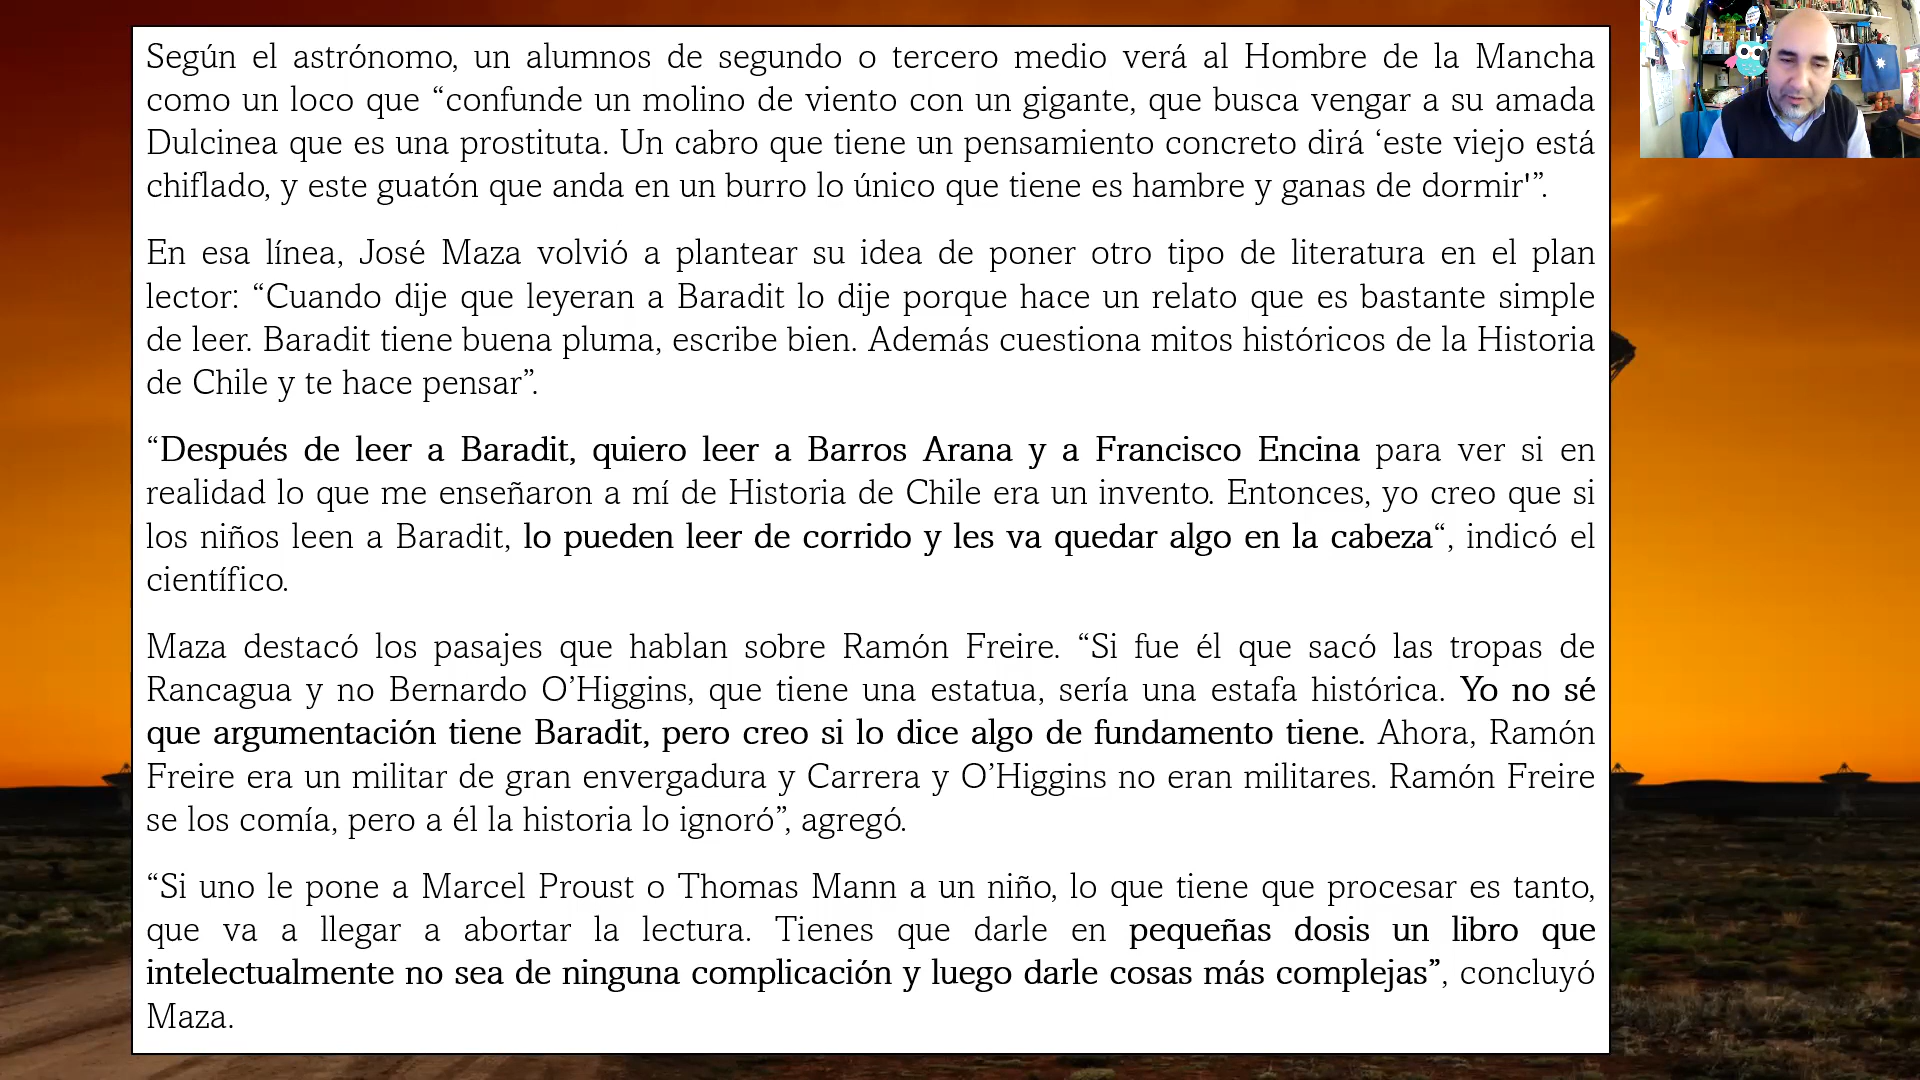 Según el astrónomo, un alumnos de segundo o tercero medio verá al Hombre de la Mancha
como un loco que “confunde un molino de viento con un gigante, que busca vengar a su amada
Dulcinea que es una prostituta. Un cabro que tiene un pensamiento concreto dirá ‘este viejo está
chiflado, y este guatón que anda en un burro lo único que tiene es hambre y ganas de dormir'”.
En esa línea, José Maza volvió a plantear su idea de poner otro tipo de literatura en el plan
lector: “Cuando dije que leyeran a Baradit lo dije porque hace un relato que es bastante simple
de leer. Baradit tiene buena pluma, escribe bien. Además cuestiona mitos históricos de la Historia
de Chile y te hace pensar”.
“Después de leer a Baradit, quiero leer a Barros Arana y a Francisco Encina para ver si en
realidad lo que me enseñaron a mí de Historia de Chile era un invento. Entonces, yo creo que si
los niños leen a Baradit, lo pueden leer de corrido y les va quedar algo en la cabeza“, indicó el
científico.
Maza destacó los pasajes que hablan sobre Ramón Freire. “Si fue él que sacó las tropas de
Rancagua y no Bernardo O’Higgins, que tiene una estatua, sería una estafa histórica. Yo no sé
que argumentación tiene Baradit, pero creo si lo dice algo de fundamento tiene. Ahora, Ramón
Freire era un militar de gran envergadura y Carrera y O’Higgins no eran militares. Ramón Freire
se los comía, pero a él la historia lo ignoró”, agregó.
“Si uno le pone a Marcel Proust o Thomas Mann a un niño, lo que tiene que procesar es tanto,
que va a llegar a abortar la lectura. Tienes que darle en pequeñas dosis un libro que
intelectualmente no sea de ninguna complicación y luego darle cosas más complejas”, concluyó
Maza.